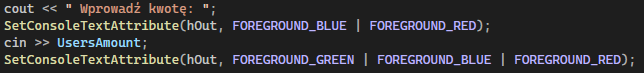 cout << " Wprowadź kwotę: ";
SetConsoleTextAttribute(hOut, FOREGROUND_BLUE | FOREGROUND_RED);
cin >> UsersAmount;
SetConsoleTextAttribute(hOut, FOREGROUND_GREEN | FOREGROUND_BLUE | FOREGROUND_RED);